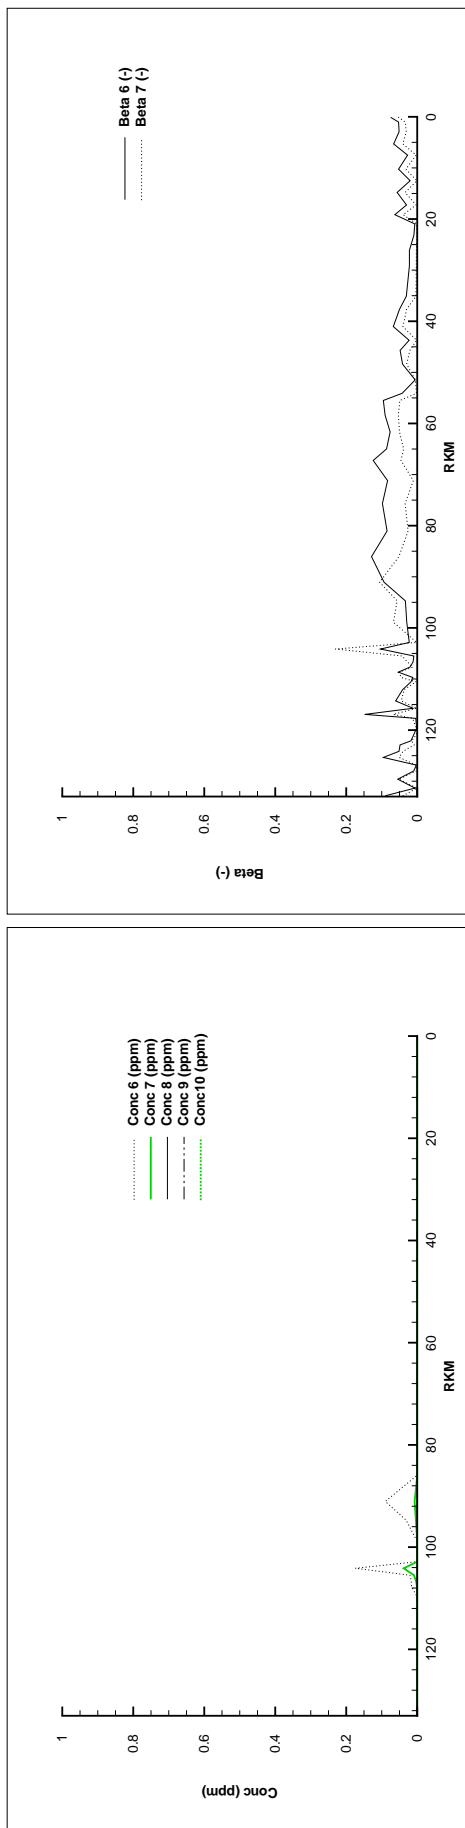 1
0.8
0.6
0.4
0.2
0
Conc (ppm)
Conc 6 (ppm)
Conc 7 (ppm)
Conc 8 (ppm)
Conc 9 (ppm)
Conc10 (ppm)
120
100
80
60
40
20
0
RKM
1
0.8
0.6
0.4
0.2
0
Beta (-)
Beta 6 (-)
Beta 7 (-)
120
100
80
60
40
20
0
RKM